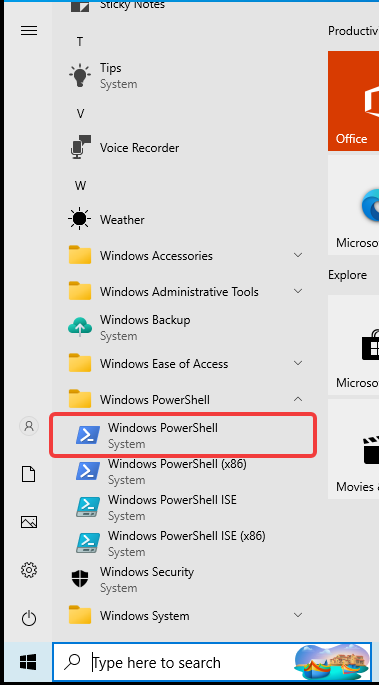 Sticky Notes
Productiv
T
Tips
System
V
Voice Recorder
W
Weather
Windows Accessories
Windows Administrative Tools
Windows Backup
System
Windows Ease of Access
Windows PowerShell
Windows PowerShell
System
Windows PowerShell (x86)
System
Windows PowerShell ISE
System
Windows PowerShell ISE (x86)
System
Windows Security
Windows System
Office
Microso
Explore
Microso
Movies &
Type here to search